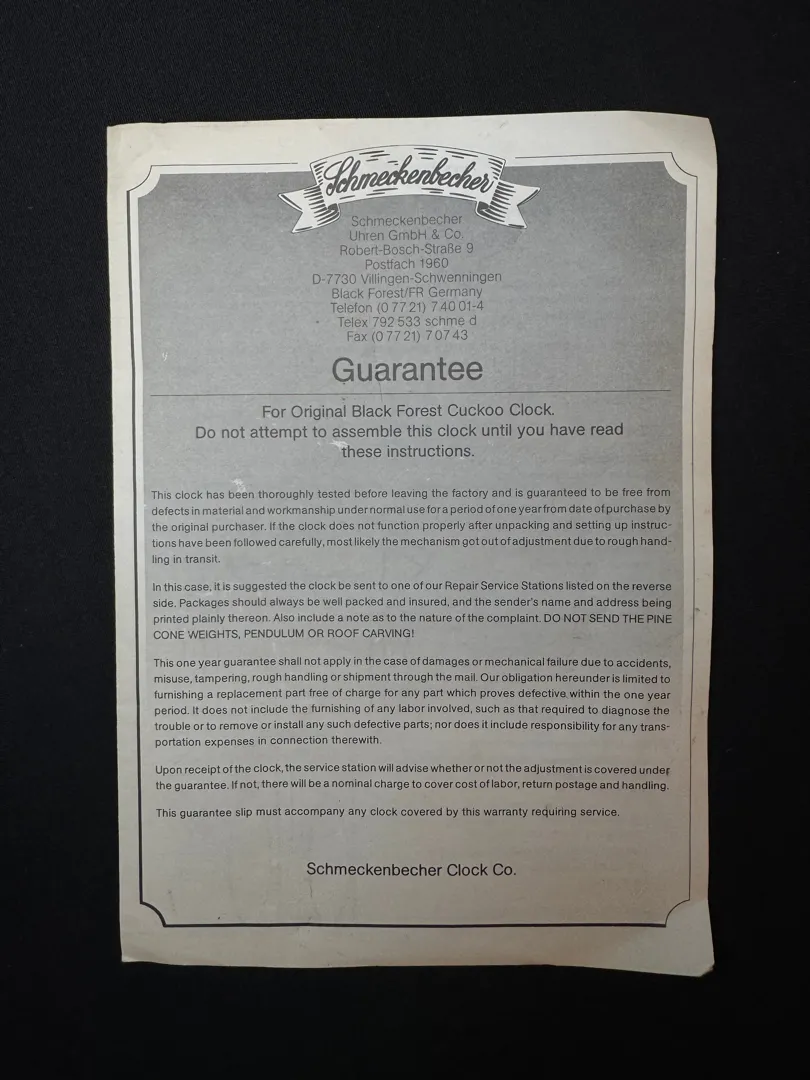 Schmeckenbecher
Schmeckenbecher
Uhren GmbH & Co.
Robert-Bosch-Straße 9
Postfach 1960
D-7730 Villingen-Schwenningen
Black Forest/FR Germany
Telefon (0 77 21) 7 40 01-4
Telex 792 533 schme d
Fax (0 77 21) 7 07 43
Guarantee
For Original Black Forest Cuckoo Clock.
Do not attempt to assemble this clock until you have read
these instructions.
This clock has been thoroughly tested before leaving the factory and is guaranteed to be free from
defects in material and workmanship under normal use for a period of one year from date of purchase by
the original purchaser. If the clock does not function properly after unpacking and setting up instruc-
tions have been followed carefully, most likely the mechanism got out of adjustment due to rough hand-
ling in transit.
In this case, it is suggested the clock be sent to one of our Repair Service Stations listed on the reverse
side. Packages should always be well packed and insured, and the sender's name and address being
printed plainly thereon. Also include a note as to the nature of the complaint. DO NOT SEND THE PINE
CONE WEIGHTS, PENDULUM OR ROOF CARVING!
This one year guarantee shall not apply in the case of damages or mechanical failure due to accidents,
misuse, tampering, rough handling or shipment through the mail. Our obligation hereunder is limited to
furnishing a replacement part free of charge for any part which proves defective within the one year
period. It does not include the furnishing of any labor involved, such as that required to diagnose the
trouble or to remove or install any such defective parts; nor does it include responsibility for any trans-
portation expenses in connection therewith.
Upon receipt of the clock, the service station will advise whether or not the adjustment is covered under
the guarantee. If not, there will be a nominal charge to cover cost of labor, return postage and handling.
This guarantee slip must accompany any clock covered by this warranty requiring service.
Schmeckenbecher Clock Co.